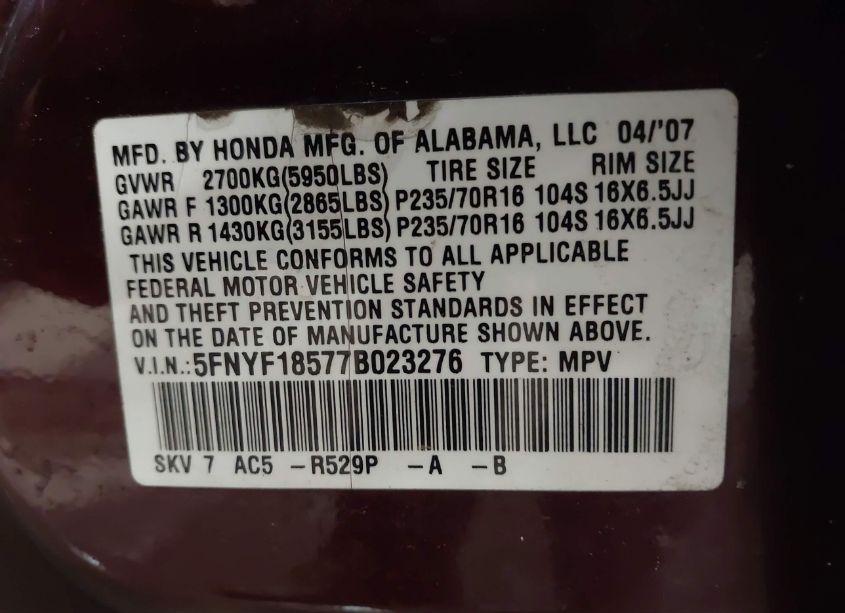 MFD. BY HONDA MFG. OF ALABAMA, LLC 04/'07
GVWR 2700KG(5950LBS) TIRE SIZE RIM SIZE
GAWR F 1300KG(2865LBS) P235/70R16 104S 16X6.5JJ
GAWR R 1430KG(3155LBS) P235/70R16 104S 16X6.5JJ
THIS VEHICLE CONFORMS TO ALL APPLICABLE
FEDERAL MOTOR VEHICLE SAFETY
AND THEFT PREVENTION STANDARDS IN EFFECT
ON THE DATE OF MANUFACTURE SHOWN ABOVE.
V.I.N.:5FNYF18577B023276 TYPE: MPV
SKV 7 AC5 -R529P -A -B